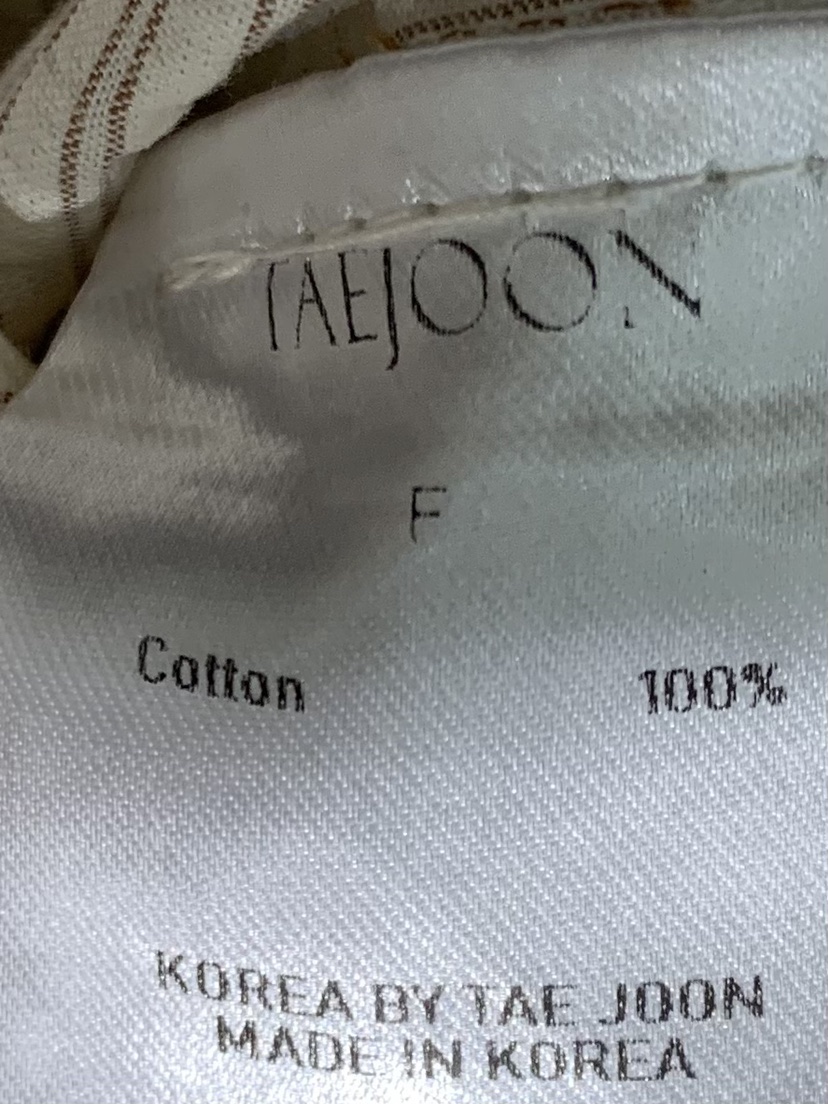 TAEJOON
F
Cotton 100%
KOREA BY TAE JOON
MADE IN KOREA